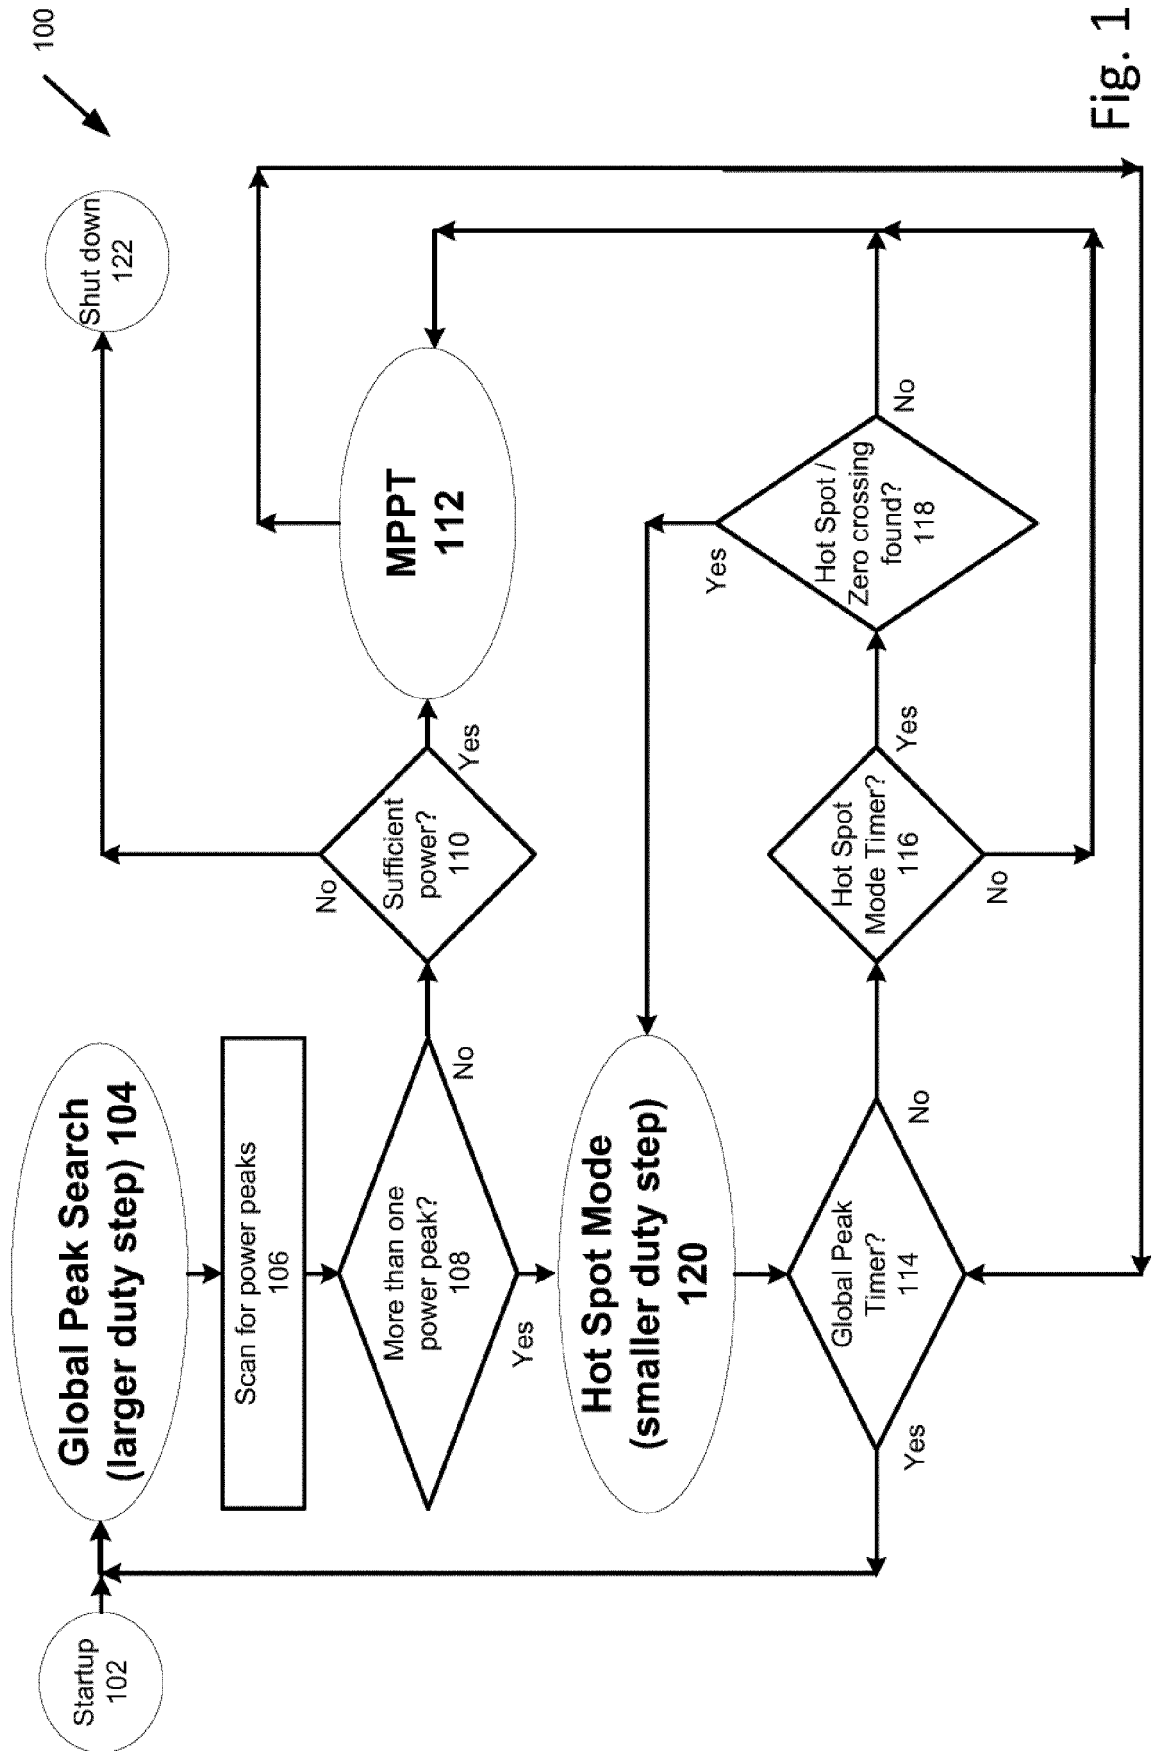 100
Startup
102
Global Peak Search
(larger duty step) 104
Shut down
122
Scan for power peaks
106
More than one
power peak?
108
No
Yes
Sufficient
power?
110
No
Yes
MPPT
112
Hot Spot Mode
(smaller duty step)
120
Global Peak
Timer?
114
Yes
No
Hot Spot
Mode Timer?
116
Yes
No
Hot Spot /
Zero crossing
found?
118
Yes
No
Fig. 1